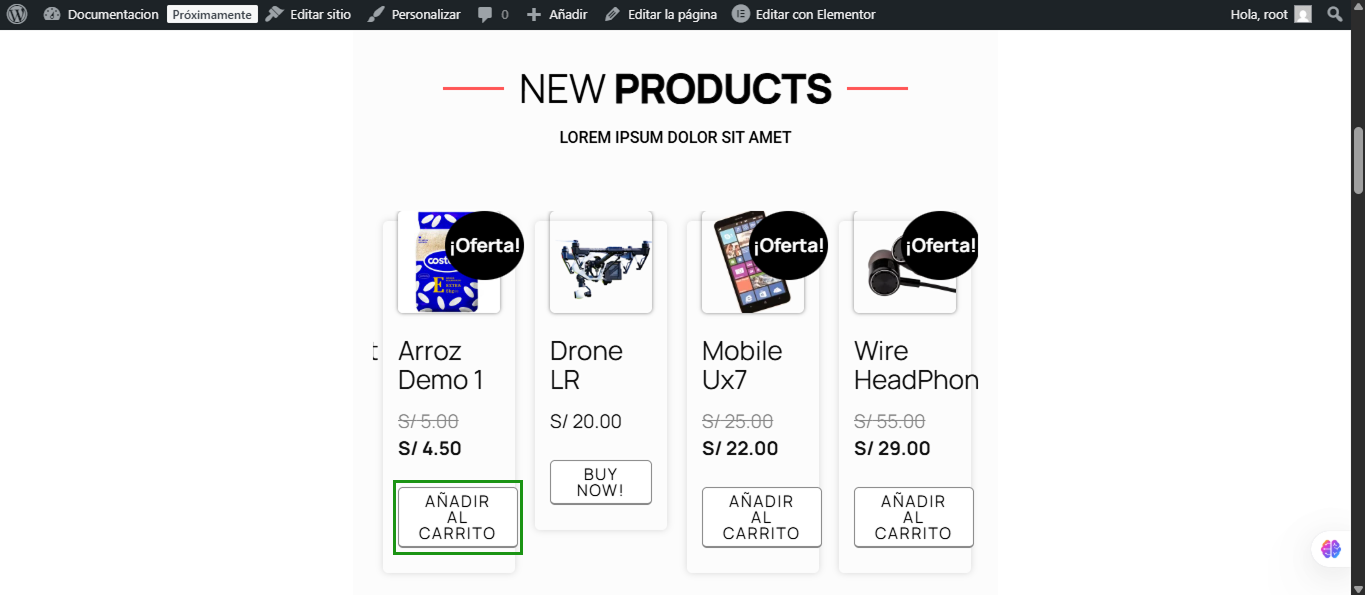 Documentacion Próximamente Editar sitio Personalizar 0 Añadir Editar la página Editar con Elementor Hola, root
NEW PRODUCTS
LOREM IPSUM DOLOR SIT AMET
¡Oferta!
costeño
EXTRA
5kg
t
Arroz
Demo 1
S/ 5.00
S/ 4.50
AÑADIR
AL
CARRITO
Drone
LR
S/ 20.00
BUY
NOW!
¡Oferta!
Mobile
Ux7
S/ 25.00
S/ 22.00
AÑADIR
AL
CARRITO
¡Oferta!
Wire
HeadPhon
S/ 55.00
S/ 29.00
AÑADIR
AL
CARRITO